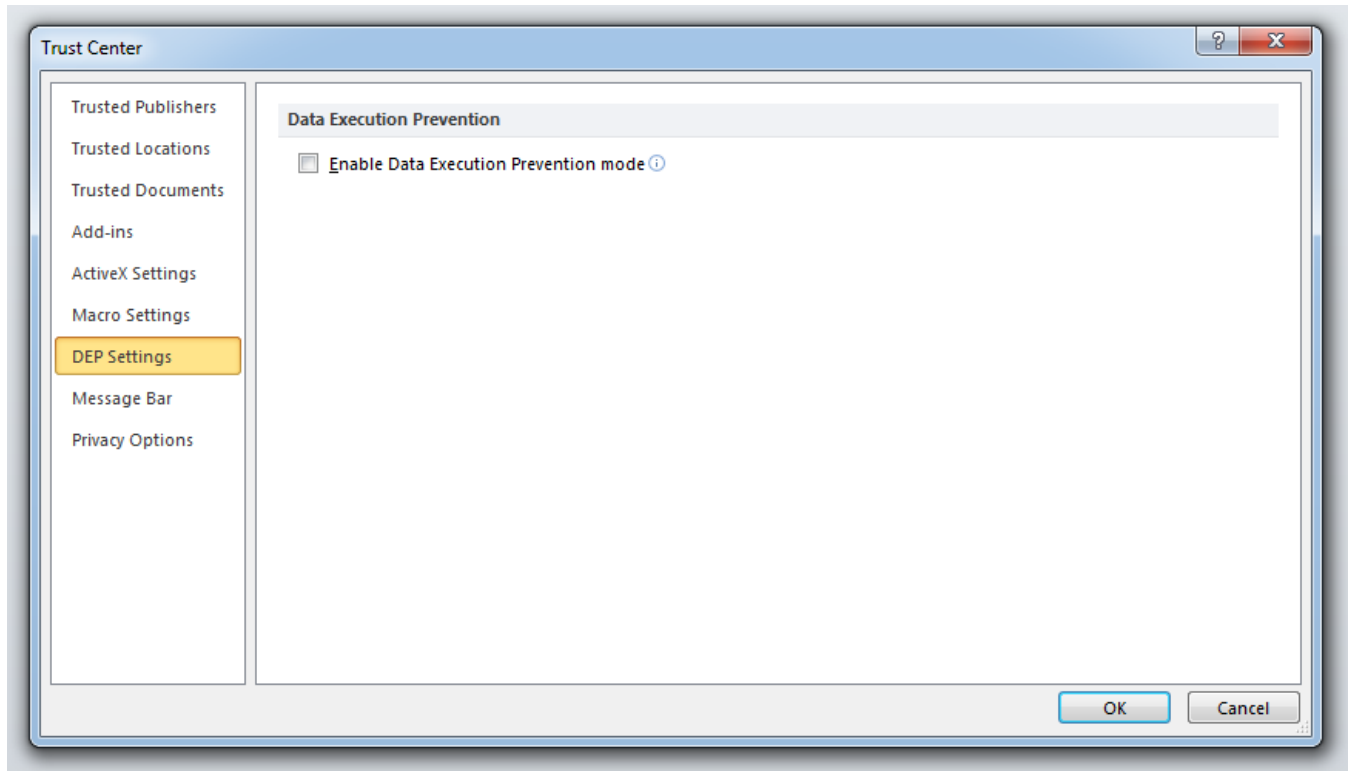 Trust Center
Trusted Publishers
Trusted Locations
Trusted Documents
Add-ins
ActiveX Settings
Macro Settings
DEP Settings
Message Bar
Privacy Options
Data Execution Prevention
Enable Data Execution Prevention mode
OK
Cancel